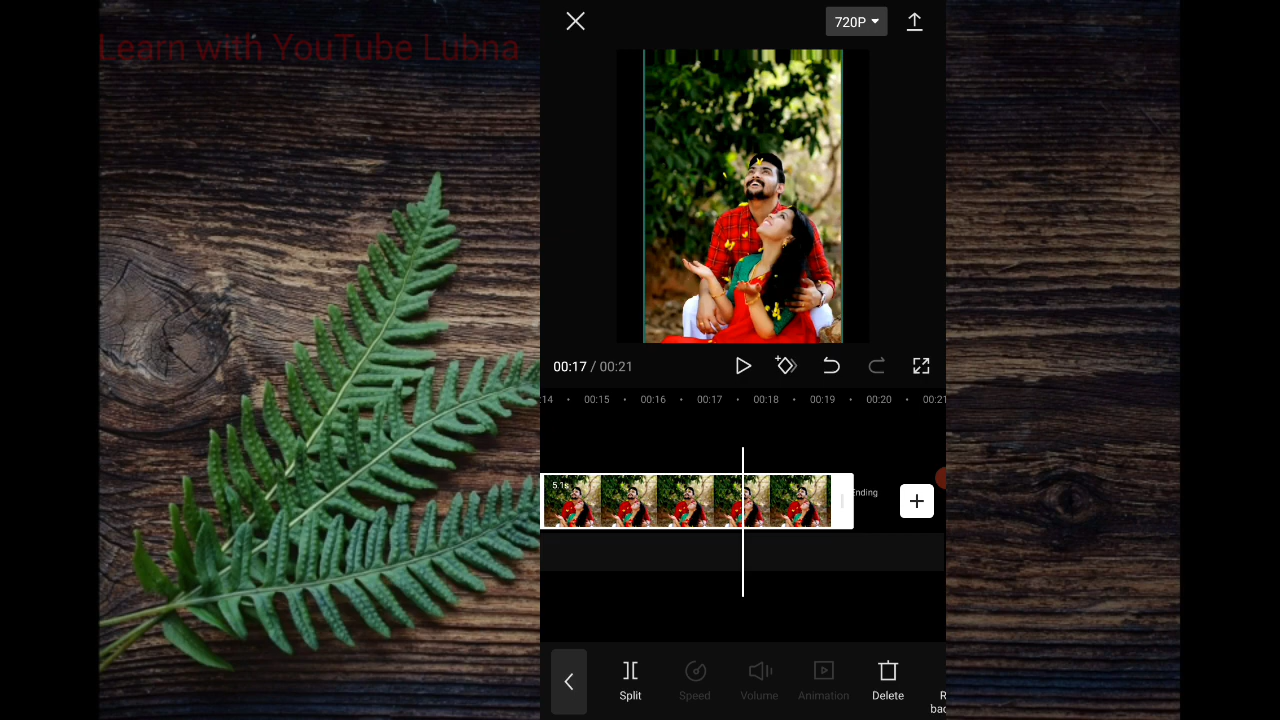 Learn with YouTube Lubna
720P
00:17 / 00:21
:14 00:15 00:16 00:17 00:18 00:19 00:20 00:21
5.1s
Ending
Split Speed Volume Animation Delete